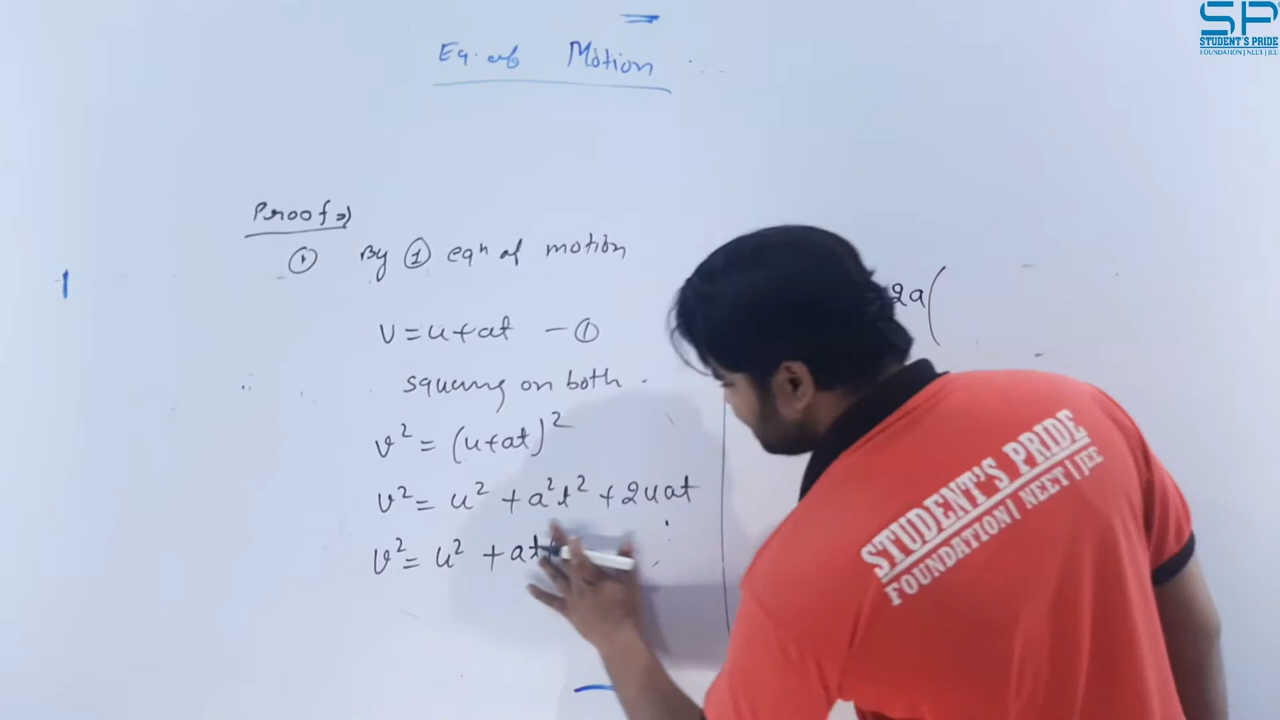 SP
STUDENT'S PRIDE
FOUNDATION | NEET | JEE
Eq. of Motion
Proof ⇒
① By ① eqⁿ of motion
v = u + at — ①
squaring on both
v² = (u + at)²
v² = u² + a²t² + 2uat
v² = u² + at
2a(
STUDENT'S PRIDE
FOUNDATION | NEET | JEE